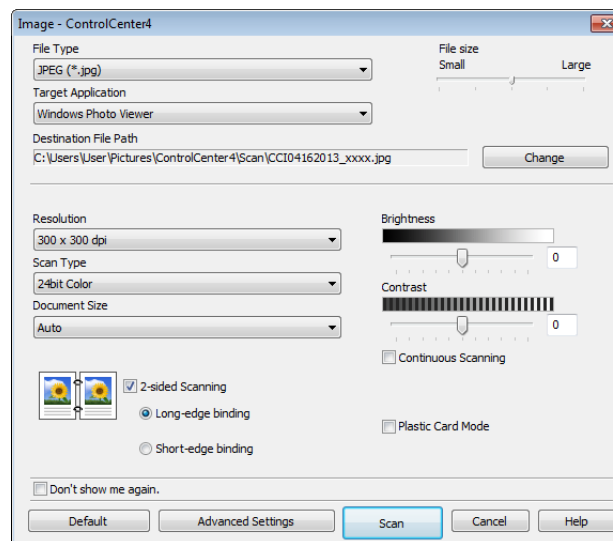 Image - ControlCenter4
File Type
File size
JPEG (*.jpg)
Small Large
Target Application
Windows Photo Viewer
Destination File Path
C:\Users\User\Pictures\ControlCenter4\Scan\CCI04162013_xxxx.jpg
Change
Resolution
Brightness
300 x 300 dpi
0
Scan Type
24bit Color
Contrast
Document Size
Auto
0
Continuous Scanning
2-sided Scanning
Long-edge binding
Plastic Card Mode
Short-edge binding
Don't show me again.
Default Advanced Settings Scan Cancel Help